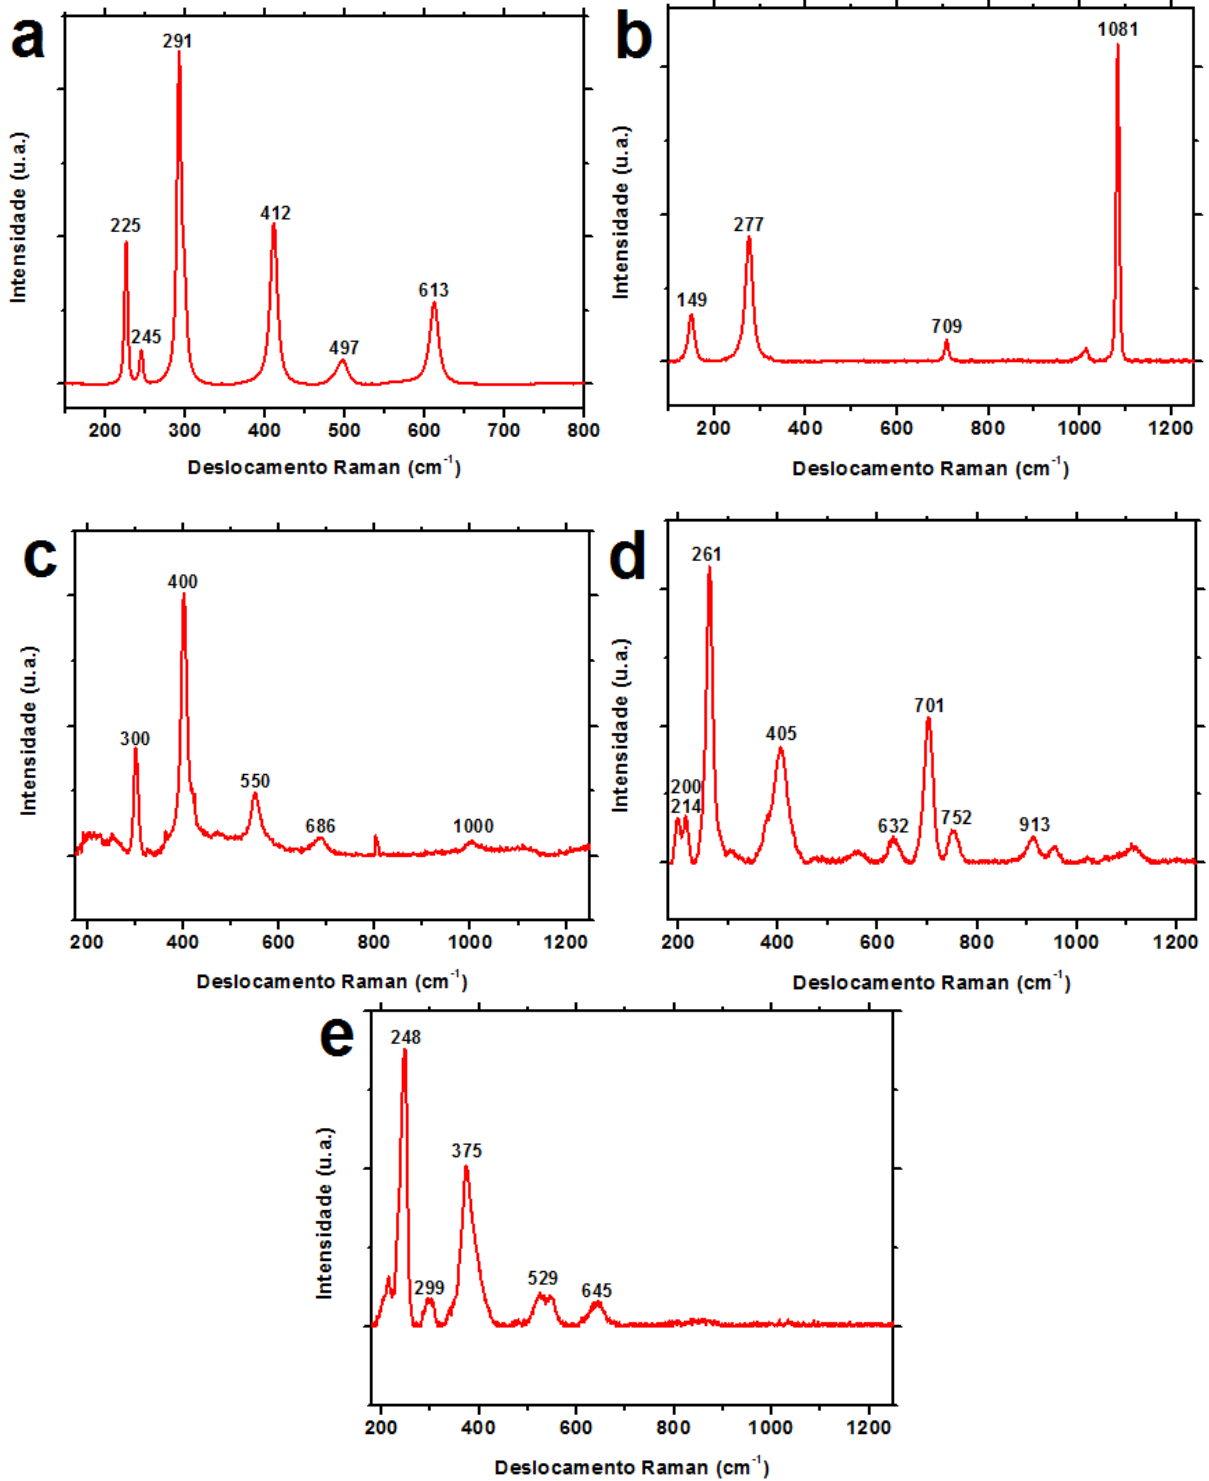 a
291
225
245
412
497
613
Intensidade (u.a.)
200 300 400 500 600 700 800
Deslocamento Raman (cm⁻¹)
b
1081
277
149
709
Intensidade (u.a.)
200 400 600 800 1000 1200
Deslocamento Raman (cm⁻¹)
c
400
300
550
686
1000
Intensidade (u.a.)
200 400 600 800 1000 1200
Deslocamento Raman (cm⁻¹)
d
261
200
214
405
632
701
752
913
Intensidade (u.a.)
200 400 600 800 1000 1200
Deslocamento Raman (cm⁻¹)
e
248
299
375
529
645
Intensidade (u.a.)
200 400 600 800 1000 1200
Deslocamento Raman (cm⁻¹)